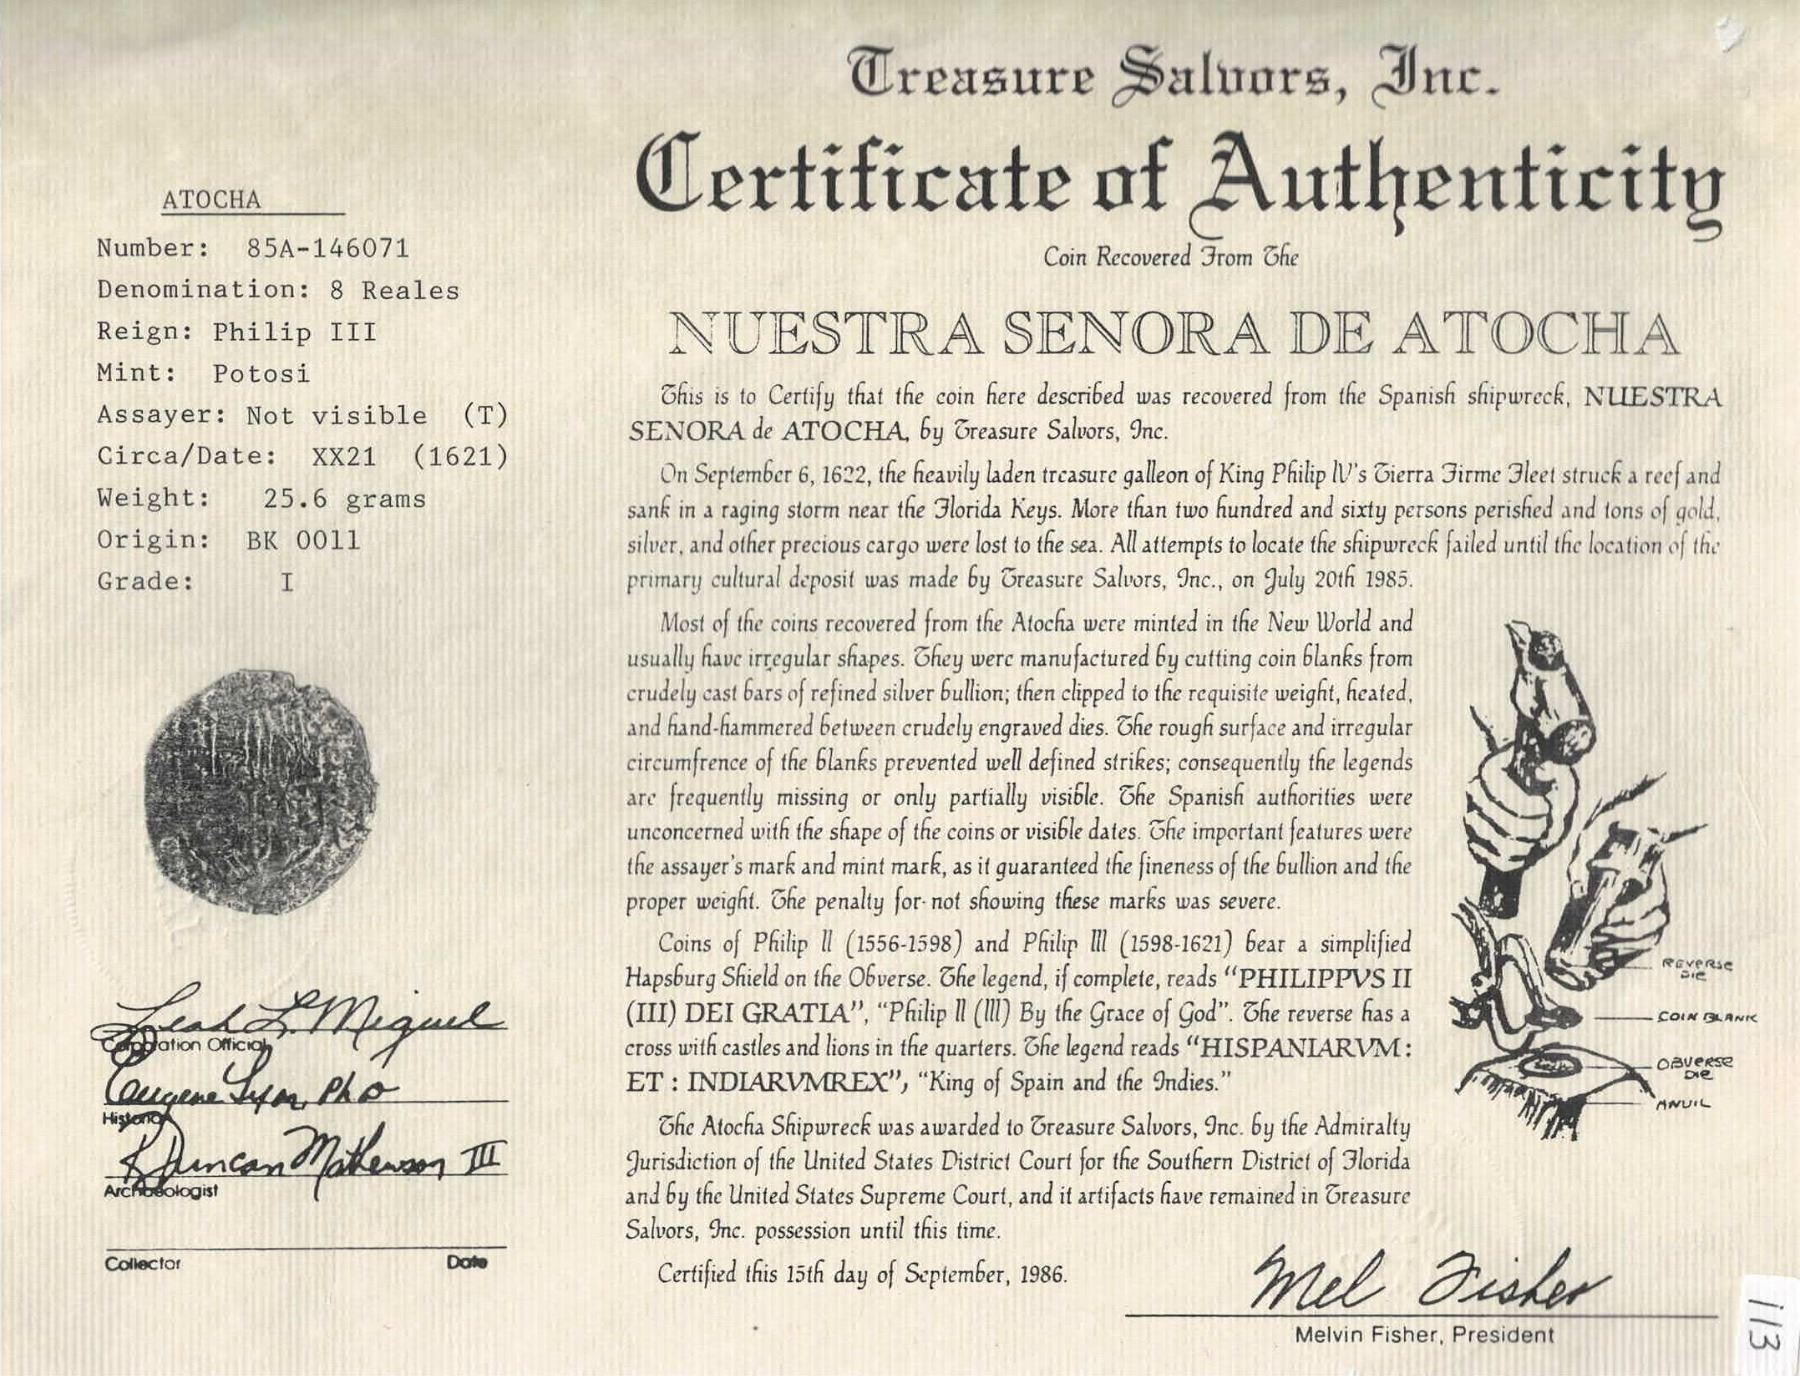 Treasure Salvors, Inc.
Certificate of Authenticity
Coin Recovered From The
NUESTRA SENORA DE ATOCHA
ATOCHA
Number: 85A-146071
Denomination: 8 Reales
Reign: Philip III
Mint: Potosi
Assayer: Not visible (T)
Circa/Date: XX21 (1621)
Weight: 25.6 grams
Origin: BK 0011
Grade: I
This is to Certify that the coin here described was recovered from the Spanish shipwreck, NUESTRA
SENORA de ATOCHA, by Treasure Salvors, Inc.
On September 6, 1622, the heavily laden treasure galleon of King Philip IV's Tierra Firme Fleet struck a reef and
sank in a raging storm near the Florida Keys. More than two hundred and sixty persons perished and tons of gold,
silver, and other precious cargo were lost to the sea. All attempts to locate the shipwreck failed until the location of the
primary cultural deposit was made by Treasure Salvors, Inc., on July 20th 1985.
Most of the coins recovered from the Atocha were minted in the New World and
usually have irregular shapes. They were manufactured by cutting coin blanks from
crudely cast bars of refined silver bullion; then clipped to the requisite weight, heated,
and hand-hammered between crudely engraved dies. The rough surface and irregular
circumfrence of the blanks prevented well defined strikes; consequently the legends
are frequently missing or only partially visible. The Spanish authorities were
unconcerned with the shape of the coins or visible dates. The important features were
the assayer's mark and mint mark, as it guaranteed the fineness of the bullion and the
proper weight. The penalty for not showing these marks was severe.
Coins of Philip II (1556-1598) and Philip III (1598-1621) bear a simplified
Hapsburg Shield on the Obverse. The legend, if complete, reads "PHILIPPVS II
(III) DEI GRATIA", "Philip II (III) By the Grace of God". The reverse has a
cross with castles and lions in the quarters. The legend reads "HISPANIARVM:
ET : INDIARVMREX", "King of Spain and the Indies."
The Atocha Shipwreck was awarded to Treasure Salvors, Inc. by the Admiralty
Jurisdiction of the United States District Court for the Southern District of Florida
and by the United States Supreme Court, and it artifacts have remained in Treasure
Salvors, Inc. possession until this time.
Certified this 15th day of September, 1986.
REVERSE
DIE
COIN BLANK
OBVERSE
DIE
ANVIL
Leah L. Miguel
Corporation Official
Eugene Lyon, PhD
Historian
R Duncan Mathewson III
Archaeologist
Collector Date
Mel Fisher
Melvin Fisher, President
113